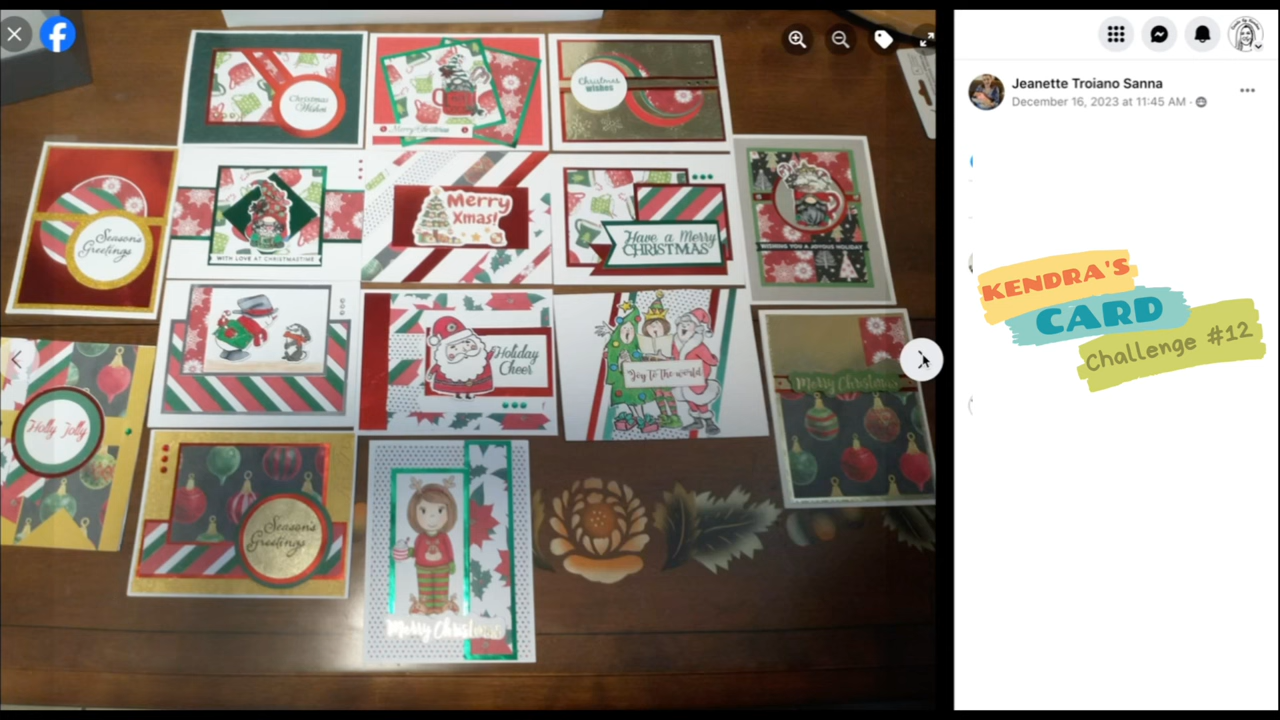 Christmas
Wishes
Merry Christmas
Christmas
wishes
Season's
Greetings
WITH LOVE AT CHRISTMASTIME
Merry
Xmas!
Have a Merry
CHRISTMAS
WISHING YOU A JOYOUS HOLIDAY
Holiday
Cheer
Joy to the world
Merry Christmas
Holly Jolly
Season's
Greetings
Merry Christmas
Jeanette Troiano Sanna
December 16, 2023 at 11:45 AM ·
KENDRA'S
CARD
Challenge #12